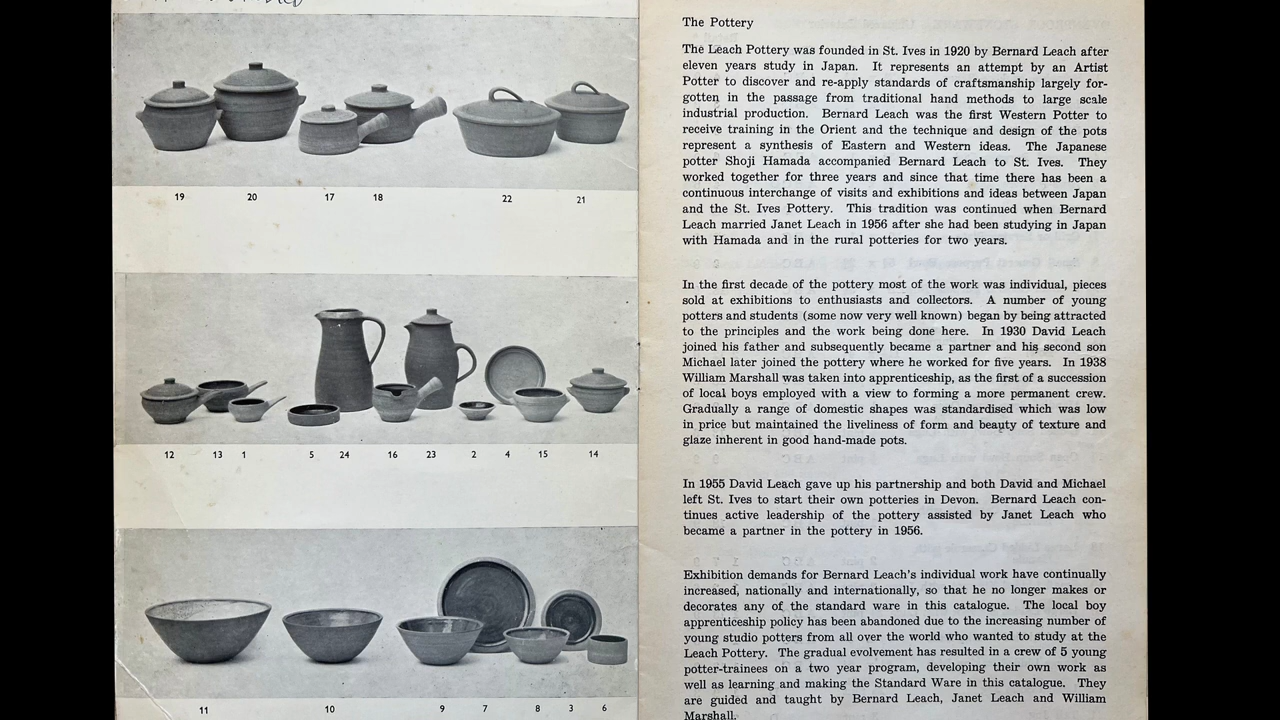 19 20 17 18 22 21
12 13 1 5 24 16 23 2 4 15 14
11 10 9 7 8 3 6
The Pottery
The Leach Pottery was founded in St. Ives in 1920 by Bernard Leach after
eleven years study in Japan. It represents an attempt by an Artist
Potter to discover and re-apply standards of craftsmanship largely for-
gotten in the passage from traditional hand methods to large scale
industrial production. Bernard Leach was the first Western Potter to
receive training in the Orient and the technique and design of the pots
represent a synthesis of Eastern and Western ideas. The Japanese
potter Shoji Hamada accompanied Bernard Leach to St. Ives. They
worked together for three years and since that time there has been a
continuous interchange of visits and exhibitions and ideas between Japan
and the St. Ives Pottery. This tradition was continued when Bernard
Leach married Janet Leach in 1956 after she had been studying in Japan
with Hamada and in the rural potteries for two years.
In the first decade of the pottery most of the work was individual, pieces
sold at exhibitions to enthusiasts and collectors. A number of young
potters and students (some now very well known) began by being attracted
to the principles and the work being done here. In 1930 David Leach
joined his father and subsequently became a partner and his second son
Michael later joined the pottery where he worked for five years. In 1938
William Marshall was taken into apprenticeship, as the first of a succession
of local boys employed with a view to forming a more permanent crew.
Gradually a range of domestic shapes was standardised which was low
in price but maintained the liveliness of form and beauty of texture and
glaze inherent in good hand-made pots.
In 1955 David Leach gave up his partnership and both David and Michael
left St. Ives to start their own potteries in Devon. Bernard Leach con-
tinues active leadership of the pottery assisted by Janet Leach who
became a partner in the pottery in 1956.
Exhibition demands for Bernard Leach's individual work have continually
increased, nationally and internationally, so that he no longer makes or
decorates any of the standard ware in this catalogue. The local boy
apprenticeship policy has been abandoned due to the increasing number of
young studio potters from all over the world who wanted to study at the
Leach Pottery. The gradual evolvement has resulted in a crew of 5 young
potter-trainees on a two year program, developing their own work as
well as learning and making the Standard Ware in this catalogue. They
are guided and taught by Bernard Leach, Janet Leach and William
Marshall.